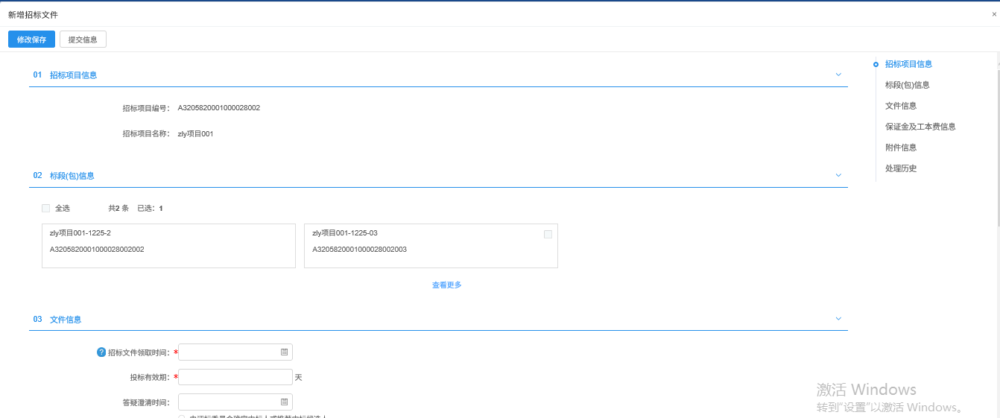 新增招标文件
×
修改保存 提交信息
01 招标项目信息
招标项目编号： A3205820001000028002
招标项目名称： zly项目001
02 标段(包)信息
全选 共2 条 已选： 1
zly项目001-1225-2
A3205820001000028002002
zly项目001-1225-03
A3205820001000028002003
查看更多
03 文件信息
? 招标文件领取时间： *
投标有效期： * 天
答疑澄清时间：
招标项目信息
标段(包)信息
文件信息
保证金及工本费信息
附件信息
处理历史
激活 Windows
转到"设置"以激活 Windows。